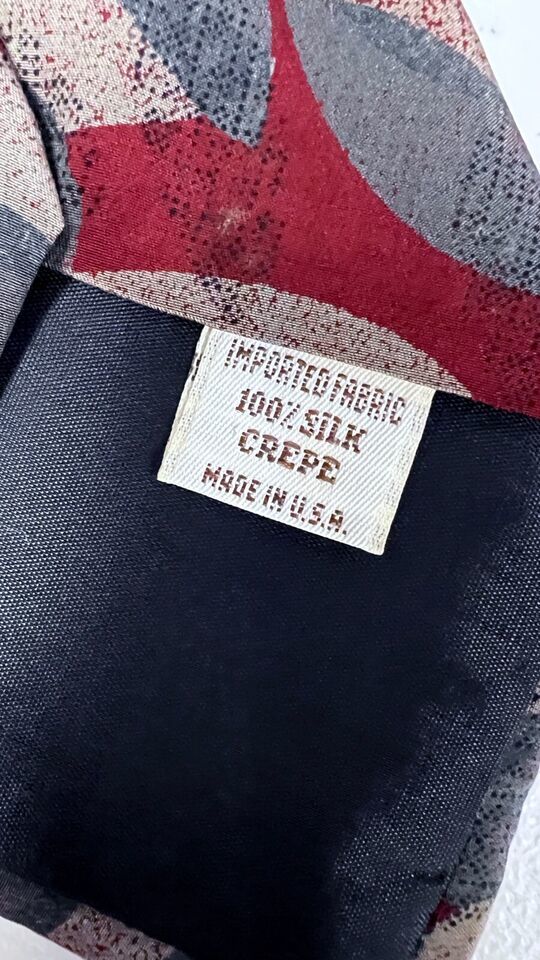 IMPORTED FABRIC
100% SILK
CREPE
MADE IN U.S.A.